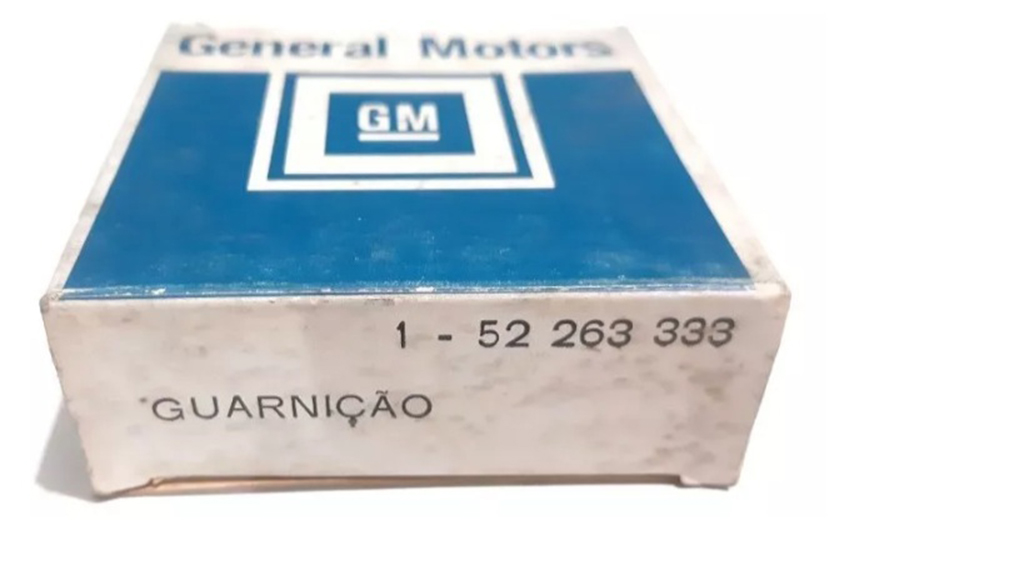 General Motors
GM
1 - 52 263 333
GUARNIÇÃO